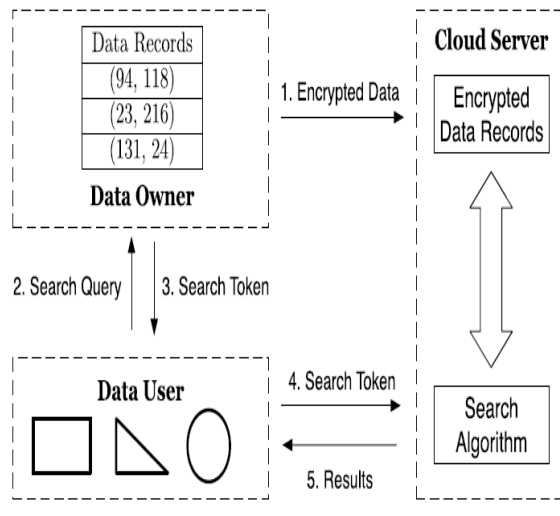 Data Records
(94, 118)
(23, 216)
(131, 24)
Data Owner
1. Encrypted Data
Cloud Server
Encrypted
Data Records
2. Search Query
3. Search Token
Data User
4. Search Token
5. Results
Search
Algorithm